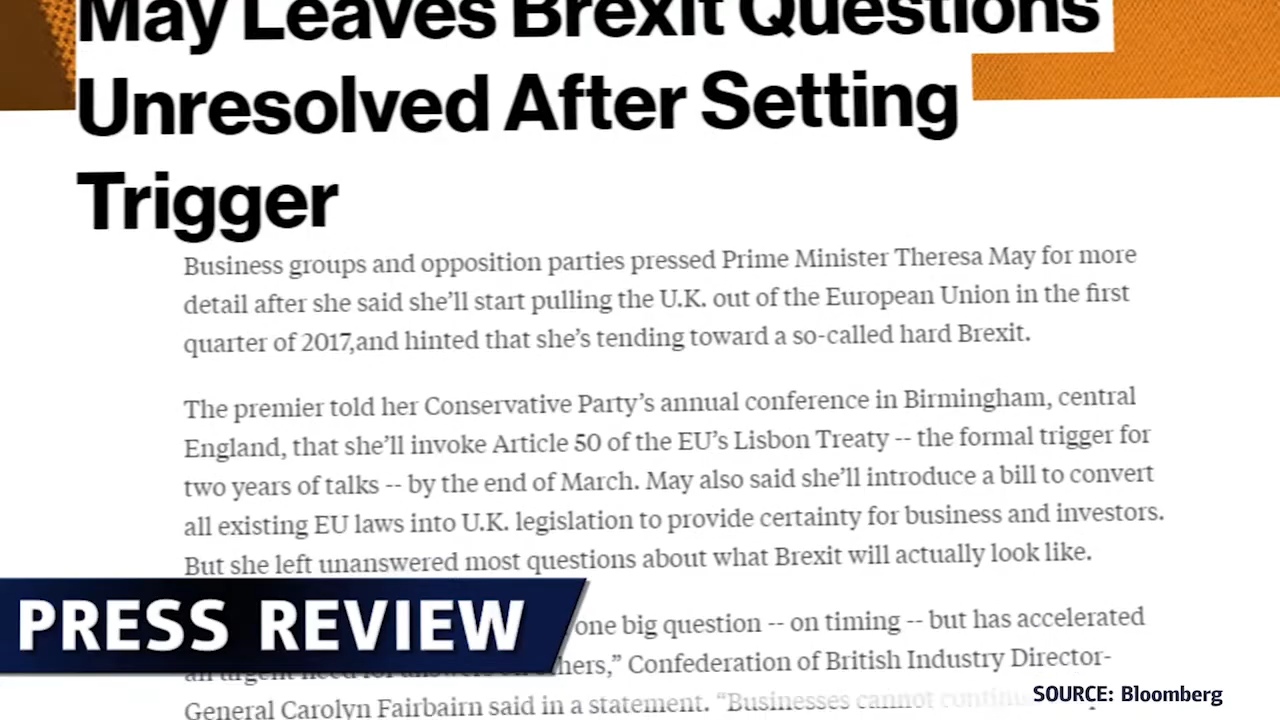 May Leaves Brexit Questions
Unresolved After Setting
Trigger
Business groups and opposition parties pressed Prime Minister Theresa May for more
detail after she said she’ll start pulling the U.K. out of the European Union in the first
quarter of 2017,and hinted that she’s tending toward a so-called hard Brexit.
The premier told her Conservative Party’s annual conference in Birmingham, central
England, that she’ll invoke Article 50 of the EU’s Lisbon Treaty -- the formal trigger for
two years of talks -- by the end of March. May also said she’ll introduce a bill to convert
all existing EU laws into U.K. legislation to provide certainty for business and investors.
But she left unanswered most questions about what Brexit will actually look like.
one big question -- on timing -- but has accelerated
Confederation of British Industry Director-
General Carolyn Fairbairn said in a statement. “Businesses cannot
PRESS REVIEW
SOURCE: Bloomberg